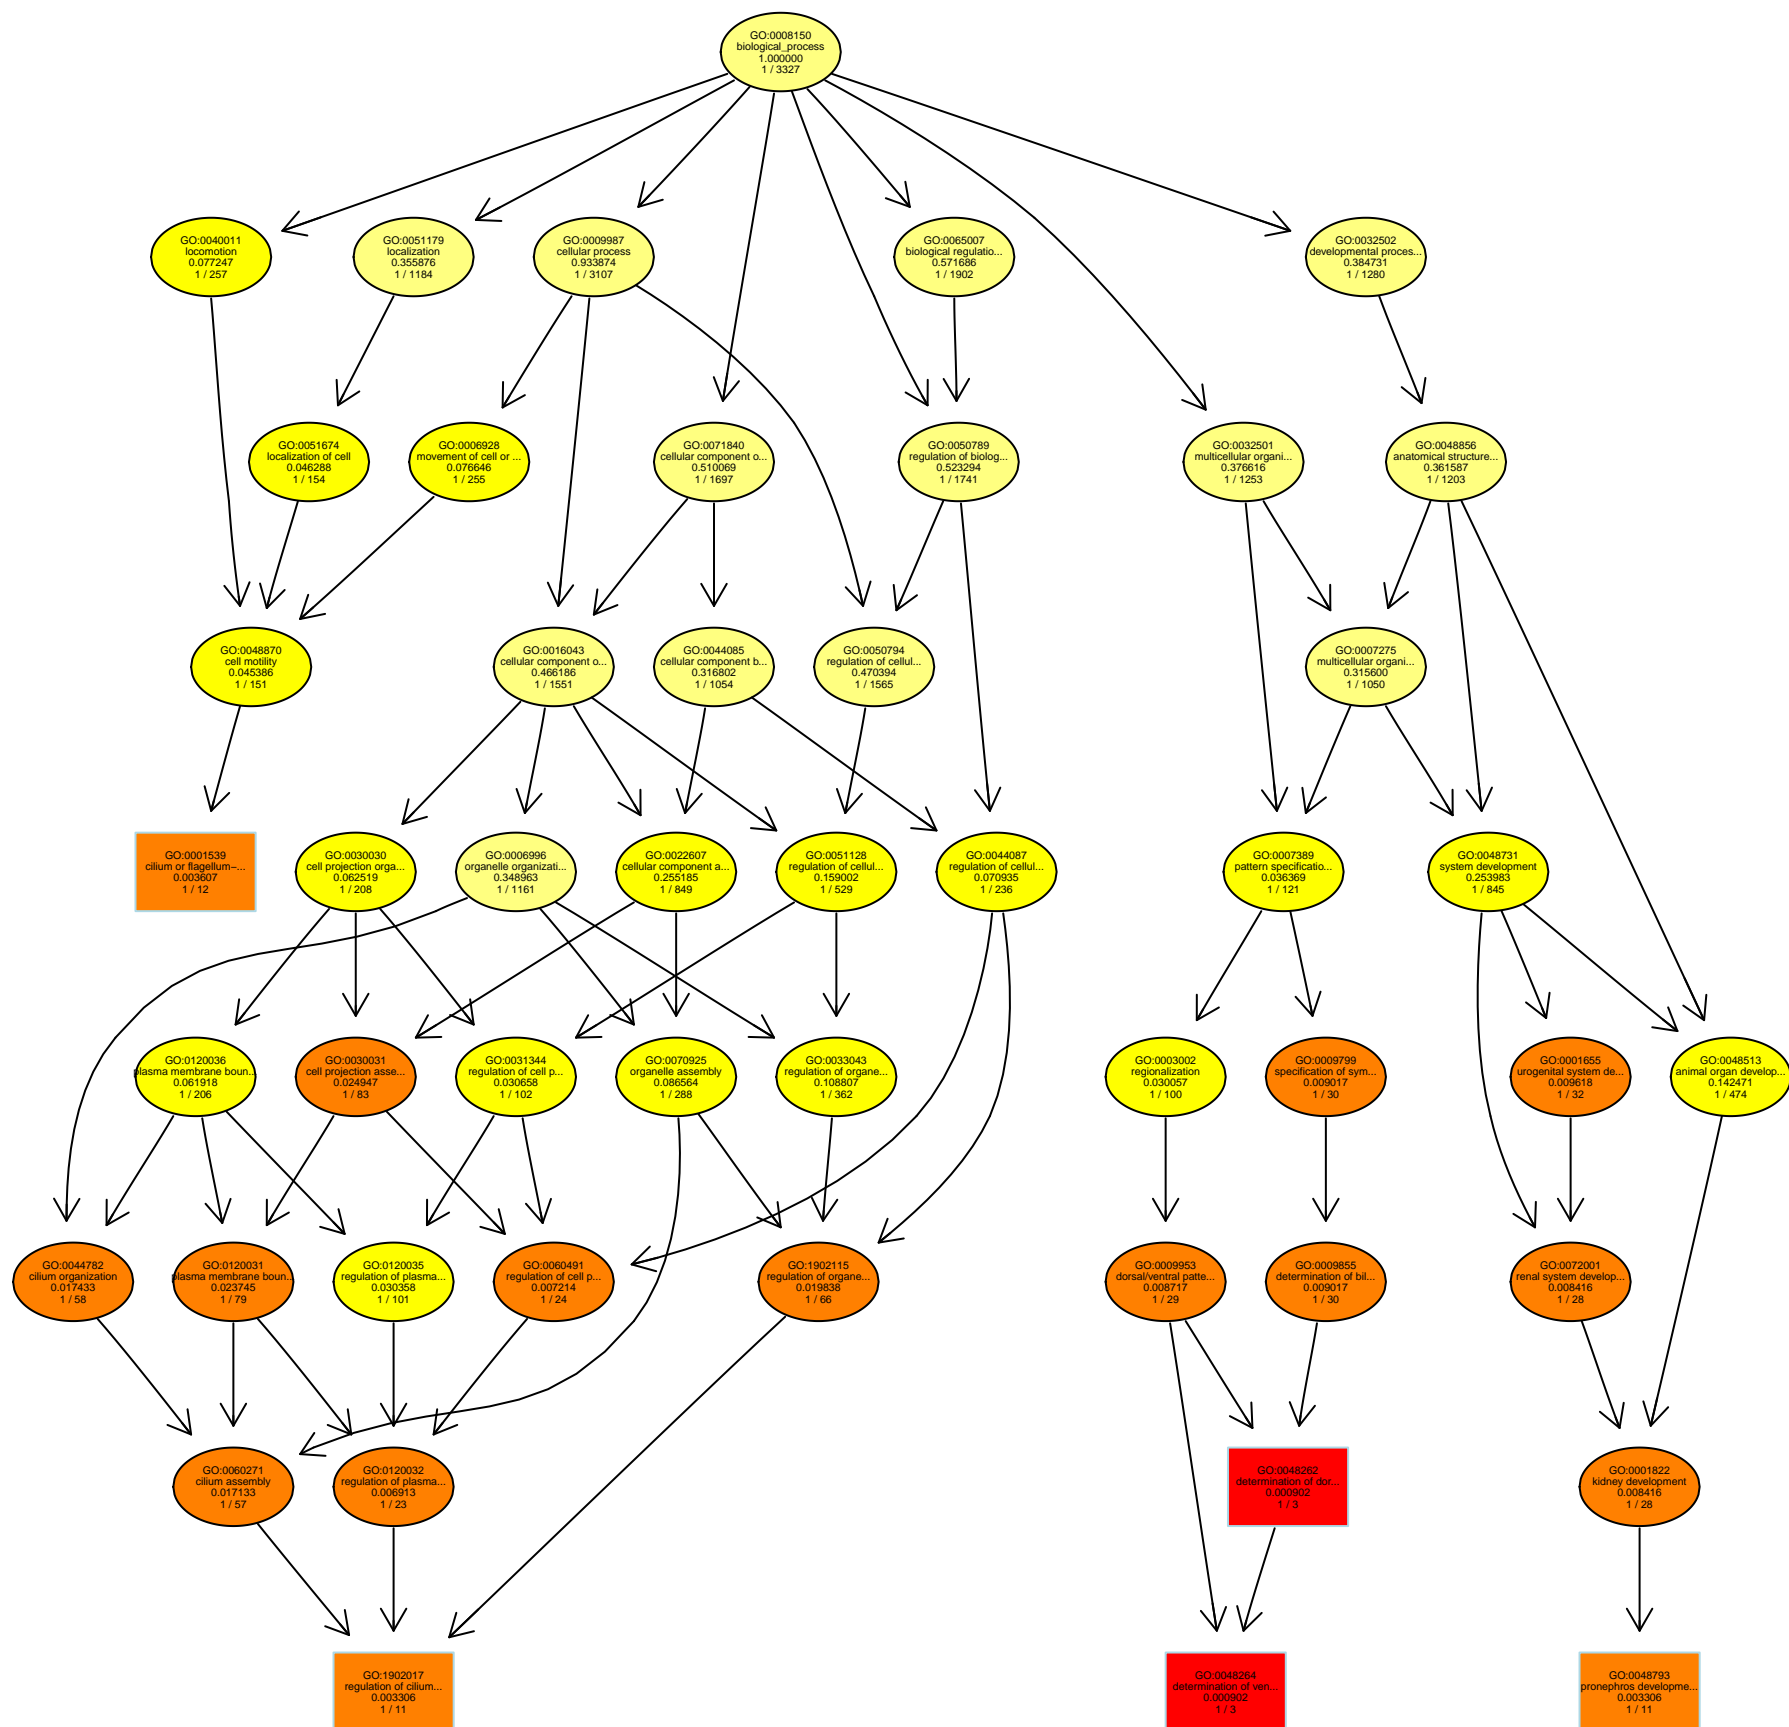 GO:0008150
biological_process
1.000000
1 / 3327
GO:0040011
locomotion
0.077247
1 / 257
GO:0051179
localization
0.355876
1 / 1184
GO:0009987
cellular process
0.933874
1 / 3107
GO:0065007
biological regulatio...
0.571686
1 / 1902
GO:0032502
developmental proces...
0.384731
1 / 1280
GO:0051674
localization of cell
0.046288
1 / 154
GO:0006928
movement of cell or ...
0.076646
1 / 255
GO:0071840
cellular component o...
0.510069
1 / 1697
GO:0050789
regulation of biolog...
0.523294
1 / 1741
GO:0032501
multicellular organi...
0.376616
1 / 1253
GO:0048856
anatomical structure...
0.361587
1 / 1203
GO:0048870
cell motility
0.045386
1 / 151
GO:0016043
cellular component o...
0.466186
1 / 1551
GO:0044085
cellular component b...
0.316802
1 / 1054
GO:0050794
regulation of cellul...
0.470394
1 / 1565
GO:0007275
multicellular organi...
0.315600
1 / 1050
GO:0001539
cilium or flagellum−...
0.003607
1 / 12
GO:0030030
cell projection orga...
0.062519
1 / 208
GO:0006996
organelle organizati...
0.348963
1 / 1161
GO:0022607
cellular component a...
0.255185
1 / 849
GO:0051128
regulation of cellul...
0.159002
1 / 529
GO:0044087
regulation of cellul...
0.070935
1 / 236
GO:0007389
pattern specificatio...
0.036369
1 / 121
GO:0048731
system development
0.253983
1 / 845
GO:0120036
plasma membrane boun...
0.061918
1 / 206
GO:0030031
cell projection asse...
0.024947
1 / 83
GO:0031344
regulation of cell p...
0.030658
1 / 102
GO:0070925
organelle assembly
0.086564
1 / 288
GO:0033043
regulation of organe...
0.108807
1 / 362
GO:0003002
regionalization
0.030057
1 / 100
GO:0009799
specification of sym...
0.009017
1 / 30
GO:0001655
urogenital system de...
0.009618
1 / 32
GO:0048513
animal organ develop...
0.142471
1 / 474
GO:0044782
cilium organization
0.017433
1 / 58
GO:0120031
plasma membrane boun...
0.023745
1 / 79
GO:0120035
regulation of plasma...
0.030358
1 / 101
GO:0060491
regulation of cell p...
0.007214
1 / 24
GO:1902115
regulation of organe...
0.019838
1 / 66
GO:0009953
dorsal/ventral patte...
0.008717
1 / 29
GO:0009855
determination of bil...
0.009017
1 / 30
GO:0072001
renal system develop...
0.008416
1 / 28
GO:0060271
cilium assembly
0.017133
1 / 57
GO:0120032
regulation of plasma...
0.006913
1 / 23
GO:0048262
determination of dor...
0.000902
1 / 3
GO:0001822
kidney development
0.008416
1 / 28
GO:1902017
regulation of cilium...
0.003306
1 / 11
GO:0048264
determination of ven...
0.000902
1 / 3
GO:0048793
pronephros developme...
0.003306
1 / 11